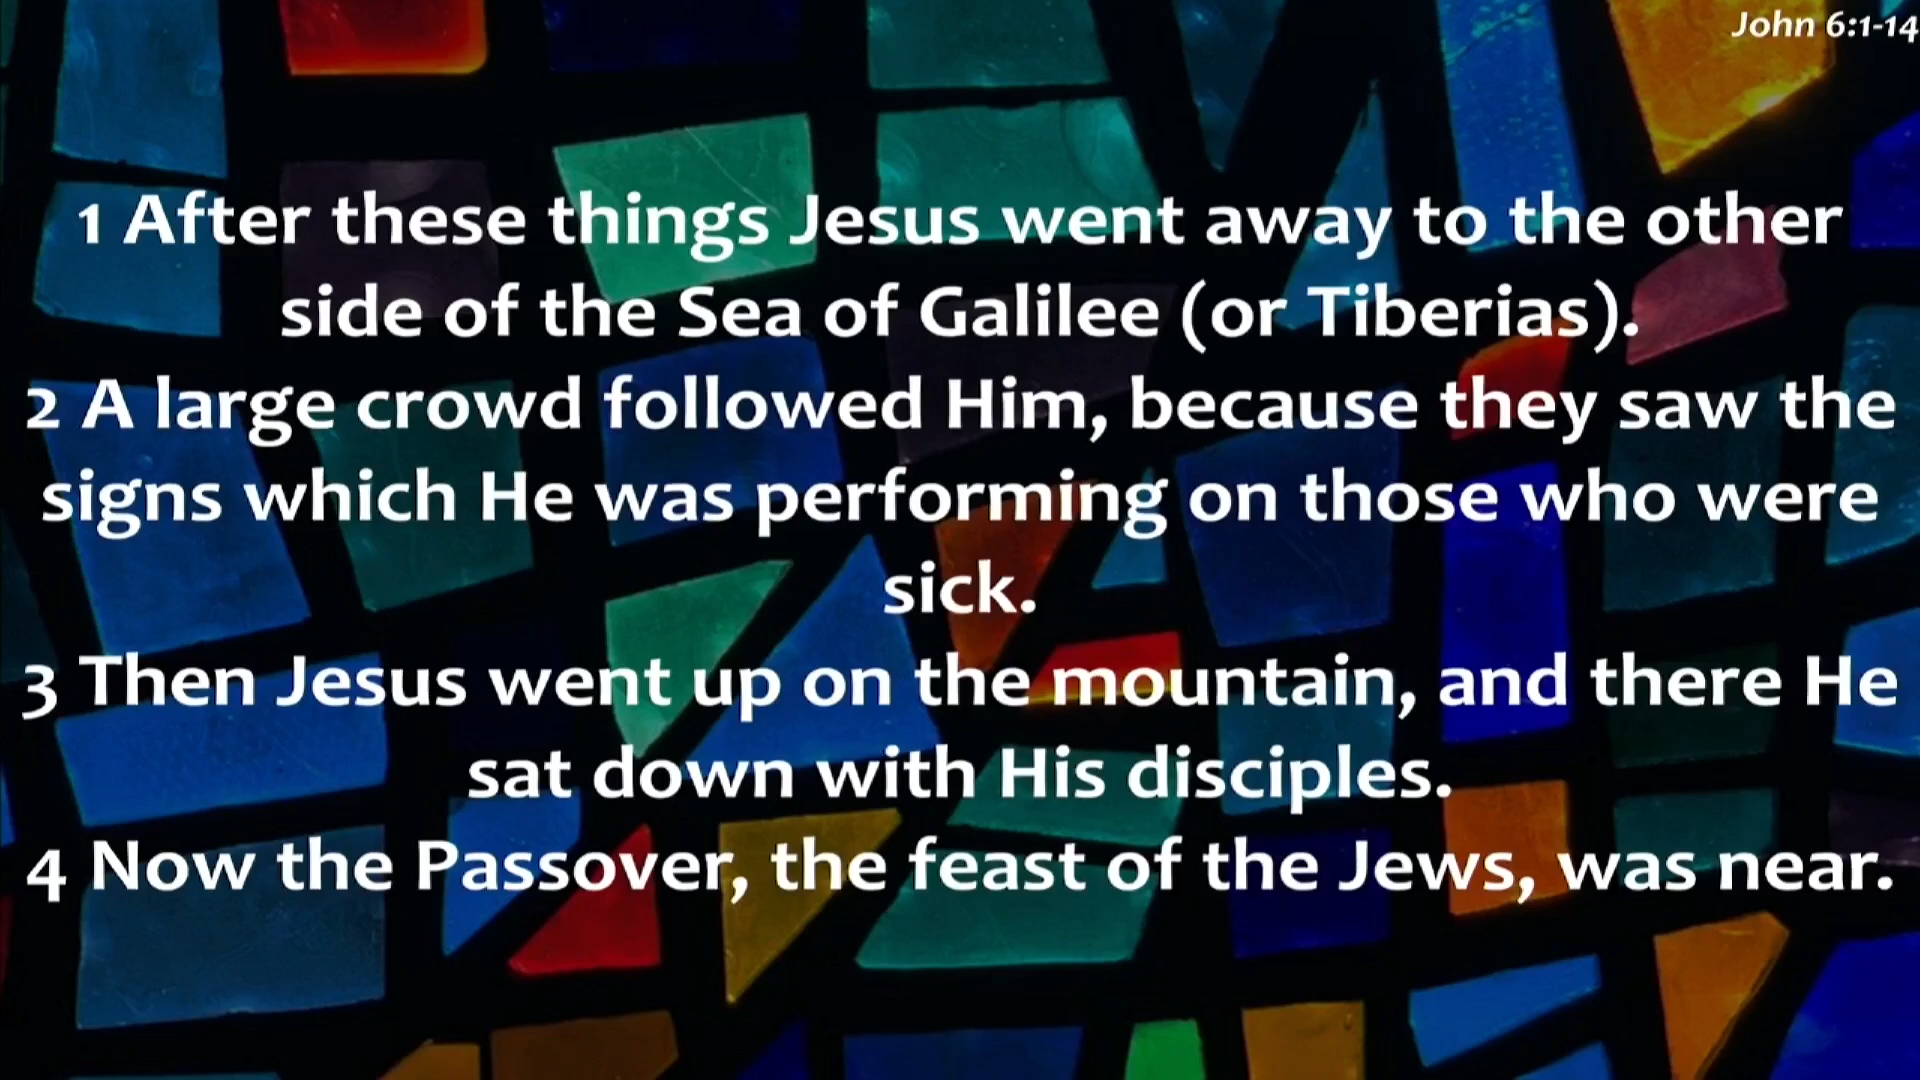 John 6:1-14
1 After these things Jesus went away to the other
side of the Sea of Galilee (or Tiberias).
2 A large crowd followed Him, because they saw the
signs which He was performing on those who were
sick.
3 Then Jesus went up on the mountain, and there He
sat down with His disciples.
4 Now the Passover, the feast of the Jews, was near.